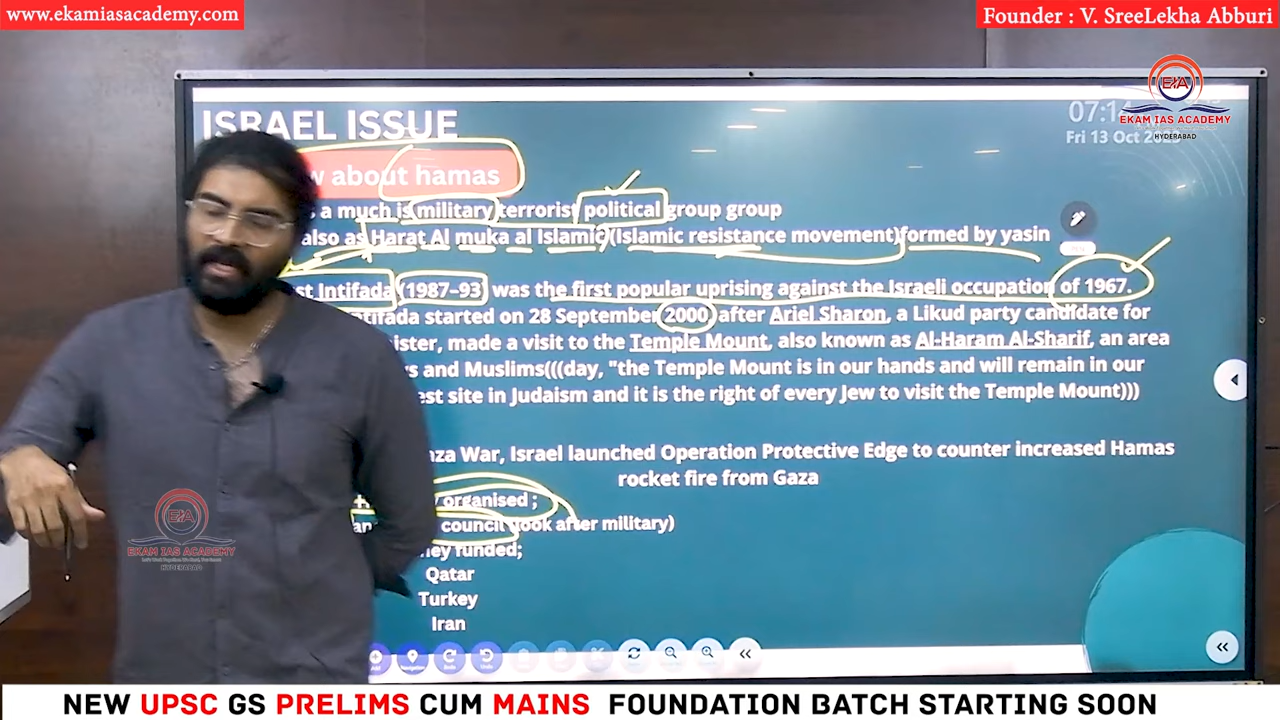 www.ekamiasacademy.com
Founder : V. SreeLekha Abburi
ISRAEL ISSUE
EIA
EKAM IAS ACADEMY
HYDERABAD
07:14
Fri 13 Oct
about hamas
a much is military terrorist political group group
also as Harat Al muka al Islamic(Islamic resistance movement)formed by yasin
Intifada (1987–93) was the first popular uprising against the Israeli occupation of 1967.
started on 28 September 2000 after Ariel Sharon, a Likud party candidate for
made a visit to the Temple Mount, also known as Al-Haram Al-Sharif, an area
and Muslims(((day, "the Temple Mount is in our hands and will remain in our
site in Judaism and it is the right of every Jew to visit the Temple Mount)))
War, Israel launched Operation Protective Edge to counter increased Hamas
rocket fire from Gaza
organised ;
council (look after military)
funded;
Qatar
Turkey
Iran
EIA
EKAM IAS ACADEMY
HYDERABAD
Undo
NEW UPSC GS PRELIMS CUM MAINS FOUNDATION BATCH STARTING SOON